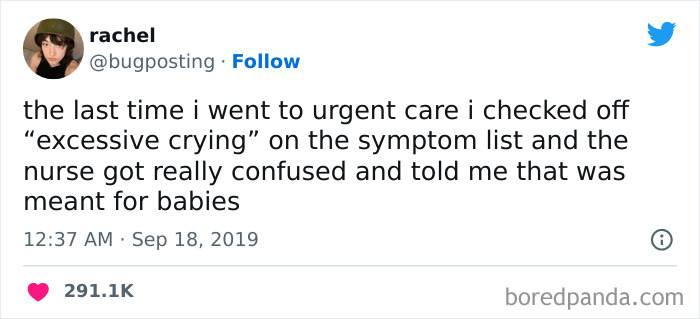 rachel
@bugposting · Follow
the last time i went to urgent care i checked off
“excessive crying” on the symptom list and the
nurse got really confused and told me that was
meant for babies
12:37 AM · Sep 18, 2019
291.1K
boredpanda.com